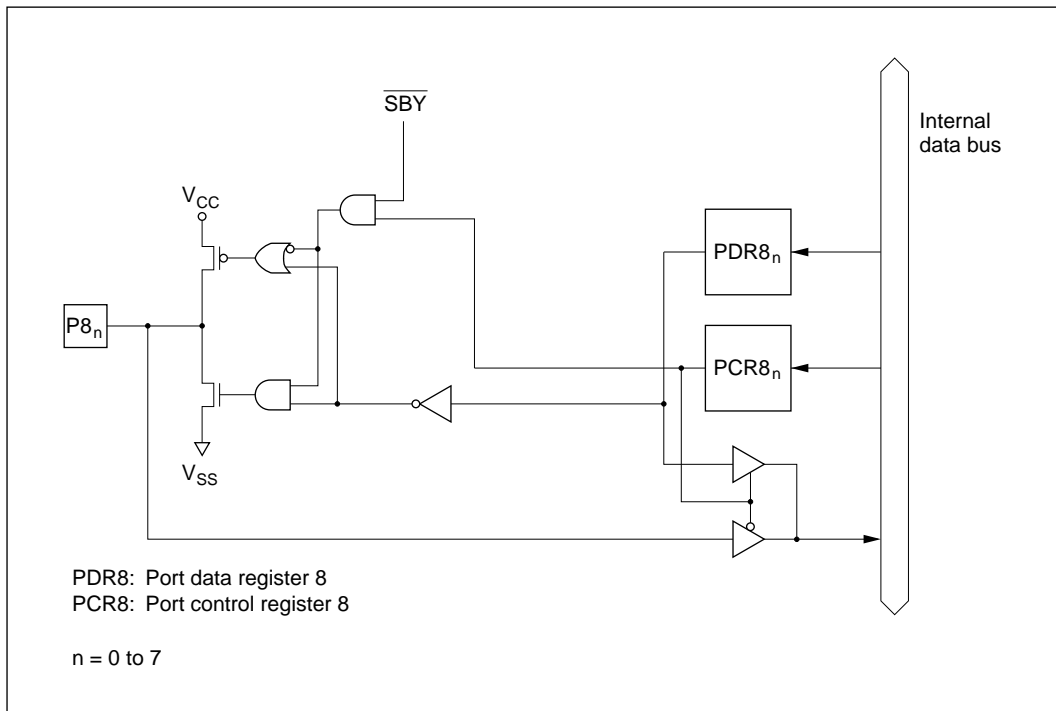 SBY
Internal
data bus
VCC
PDR8n
P8n
PCR8n
VSS
PDR8: Port data register 8
PCR8: Port control register 8
n = 0 to 7